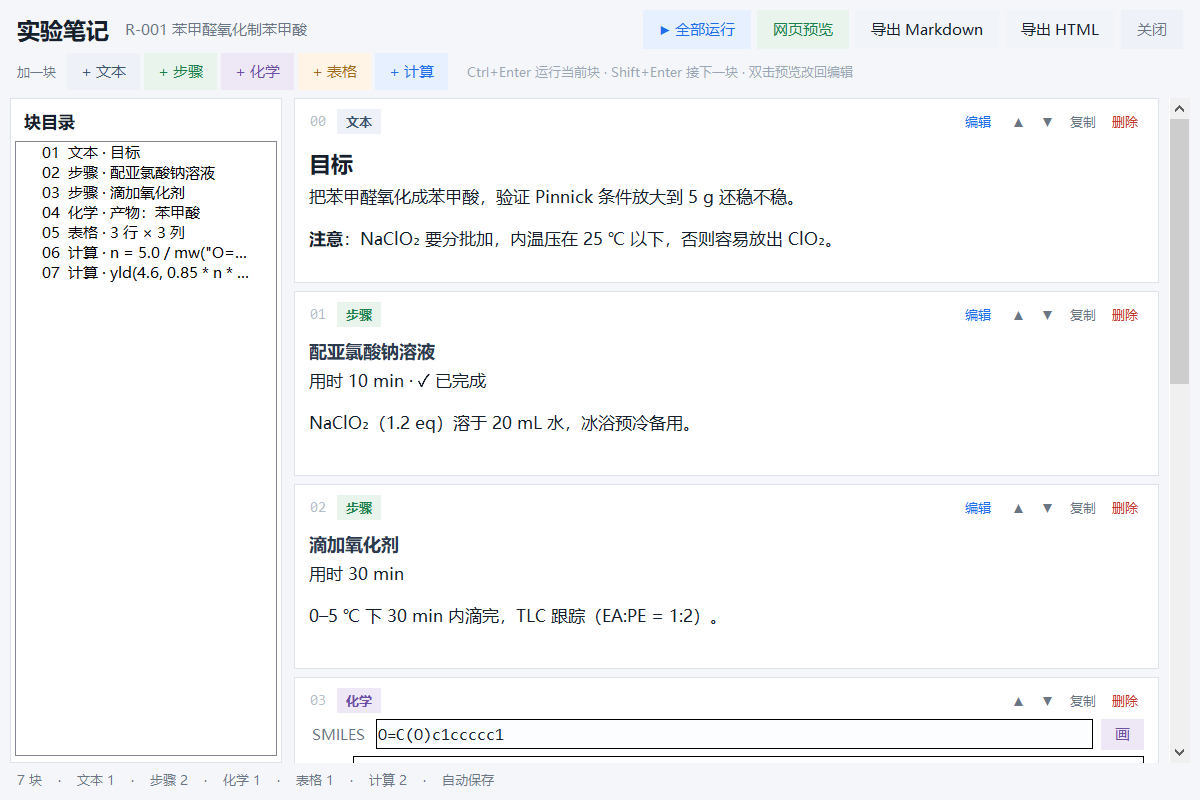 实验笔记 R-001 苯甲醛氧化制苯甲酸 ▶ 全部运行 网页预览 导出 Markdown 导出 HTML 关闭
加一块 + 文本 + 步骤 + 化学 + 表格 + 计算 Ctrl+Enter 运行当前块 · Shift+Enter 接下一块 · 双击预览改回编辑
块目录
01 文本 · 目标
02 步骤 · 配亚氯酸钠溶液
03 步骤 · 滴加氧化剂
04 化学 · 产物：苯甲酸
05 表格 · 3 行 × 3 列
06 计算 · n = 5.0 / mw("O=...
07 计算 · yld(4.6, 0.85 * n * ...
00 文本 编辑 ▲ ▼ 复制 删除
目标
把苯甲醛氧化成苯甲酸，验证 Pinnick 条件放大到 5 g 还稳不稳。
注意：NaClO₂ 要分批加，内温压在 25 ℃ 以下，否则容易放出 ClO₂。
01 步骤 编辑 ▲ ▼ 复制 删除
配亚氯酸钠溶液
用时 10 min · ✓ 已完成
NaClO₂（1.2 eq）溶于 20 mL 水，冰浴预冷备用。
02 步骤 编辑 ▲ ▼ 复制 删除
滴加氧化剂
用时 30 min
0–5 ℃ 下 30 min 内滴完，TLC 跟踪（EA:PE = 1:2）。
03 化学 ▲ ▼ 复制 删除
SMILES O=C(O)c1ccccc1 画
7 块 · 文本 1 · 步骤 2 · 化学 1 · 表格 1 · 计算 2 · 自动保存